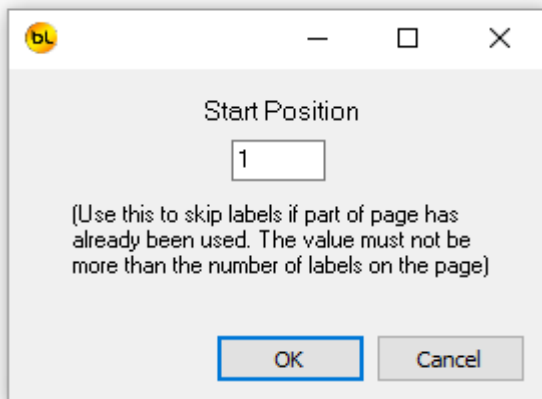 bL
Start Position
1
(Use this to skip labels if part of page has
already been used. The value must not be
more than the number of labels on the page)
OK
Cancel